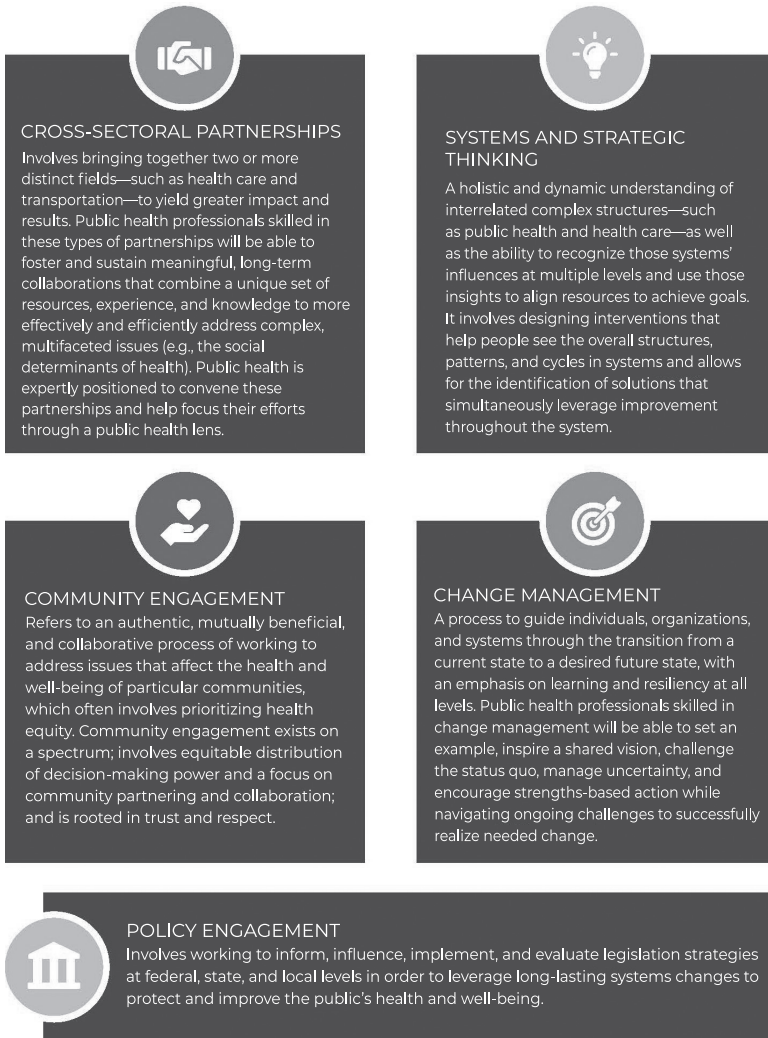 CROSS-SECTORAL PARTNERSHIPS
Involves bringing together two or more
distinct fields—such as health care and
transportation—to yield greater impact and
results. Public health professionals skilled in
these types of partnerships will be able to
foster and sustain meaningful, long-term
collaborations that combine a unique set of
resources, experience, and knowledge to more
effectively and efficiently address complex,
multifaceted issues (e.g., the social
determinants of health). Public health is
expertly positioned to convene these
partnerships and help focus their efforts
through a public health lens.
SYSTEMS AND STRATEGIC
THINKING
A holistic and dynamic understanding of
interrelated complex structures—such
as public health and health care—as well
as the ability to recognize those systems’
influences at multiple levels and use those
insights to align resources to achieve goals.
It involves designing interventions that
help people see the overall structures,
patterns, and cycles in systems and allows
for the identification of solutions that
simultaneously leverage improvement
throughout the system.
COMMUNITY ENGAGEMENT
Refers to an authentic, mutually beneficial,
and collaborative process of working to
address issues that affect the health and
well-being of particular communities,
which often involves prioritizing health
equity. Community engagement exists on
a spectrum; involves equitable distribution
of decision-making power and a focus on
community partnering and collaboration;
and is rooted in trust and respect.
CHANGE MANAGEMENT
A process to guide individuals, organizations,
and systems through the transition from a
current state to a desired future state, with
an emphasis on learning and resiliency at all
levels. Public health professionals skilled in
change management will be able to set an
example, inspire a shared vision, challenge
the status quo, manage uncertainty, and
encourage strengths-based action while
navigating ongoing challenges to successfully
realize needed change.
POLICY ENGAGEMENT
Involves working to inform, influence, implement, and evaluate legislation strategies
at federal, state, and local levels in order to leverage long-lasting systems changes to
protect and improve the public’s health and well-being.